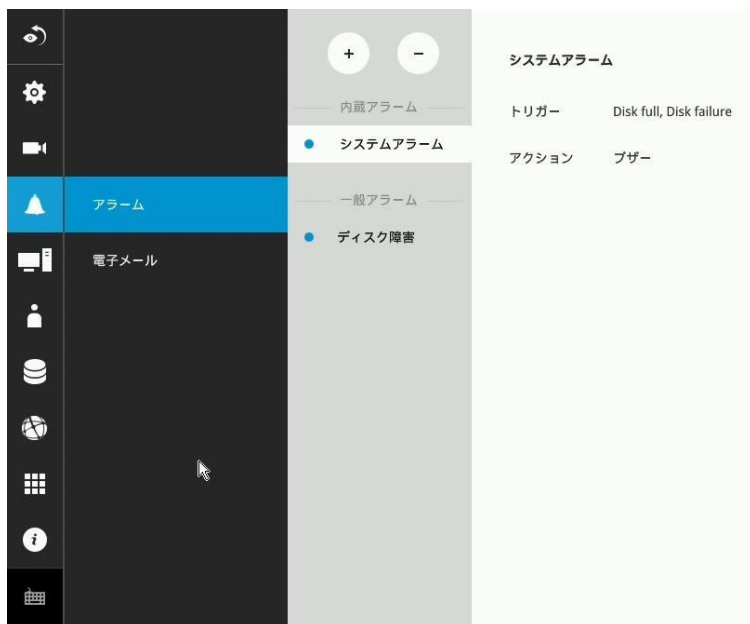 アラーム
電子メール
+
-
内蔵アラーム
システムアラーム
一般アラーム
ディスク障害
システムアラーム
トリガー Disk full, Disk failure
アクション ブザー